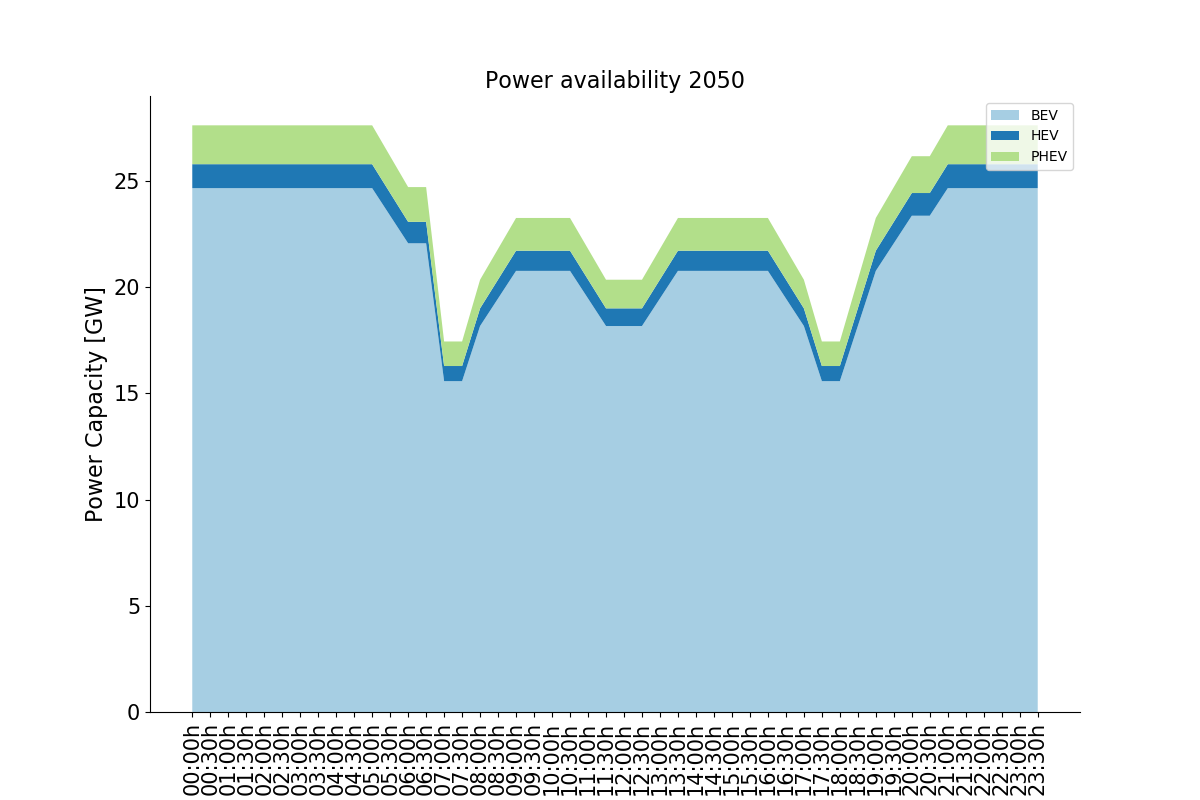 Power availability 2050
BEV
HEV
PHEV
Power Capacity [GW]
25
20
15
10
5
0
00:00h
00:30h
01:00h
01:30h
02:00h
02:30h
03:00h
03:30h
04:00h
04:30h
05:00h
05:30h
06:00h
06:30h
07:00h
07:30h
08:00h
08:30h
09:00h
09:30h
10:00h
10:30h
11:00h
11:30h
12:00h
12:30h
13:00h
13:30h
14:00h
14:30h
15:00h
15:30h
16:00h
16:30h
17:00h
17:30h
18:00h
18:30h
19:00h
19:30h
20:00h
20:30h
21:00h
21:30h
22:00h
22:30h
23:00h
23:30h